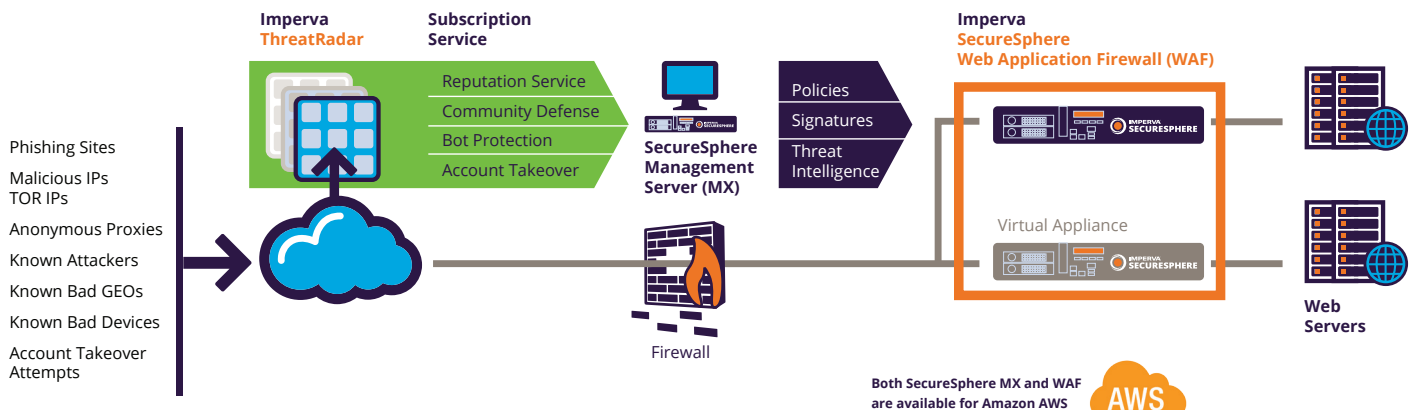 Imperva
ThreatRadar
Subscription
Service
Reputation Service
Community Defense
Bot Protection
Account Takeover
IMPERVA
SECURESPHERE
SecureSphere
Management
Server (MX)
Policies
Signatures
Threat
Intelligence
Imperva
SecureSphere
Web Application Firewall (WAF)
IMPERVA
SECURESPHERE
Virtual Appliance
IMPERVA
SECURESPHERE
Phishing Sites
Malicious IPs
TOR IPs
Anonymous Proxies
Known Attackers
Known Bad GEOs
Known Bad Devices
Account Takeover
Attempts
Firewall
Web
Servers
Both SecureSphere MX and WAF
are available for Amazon AWS
AWS